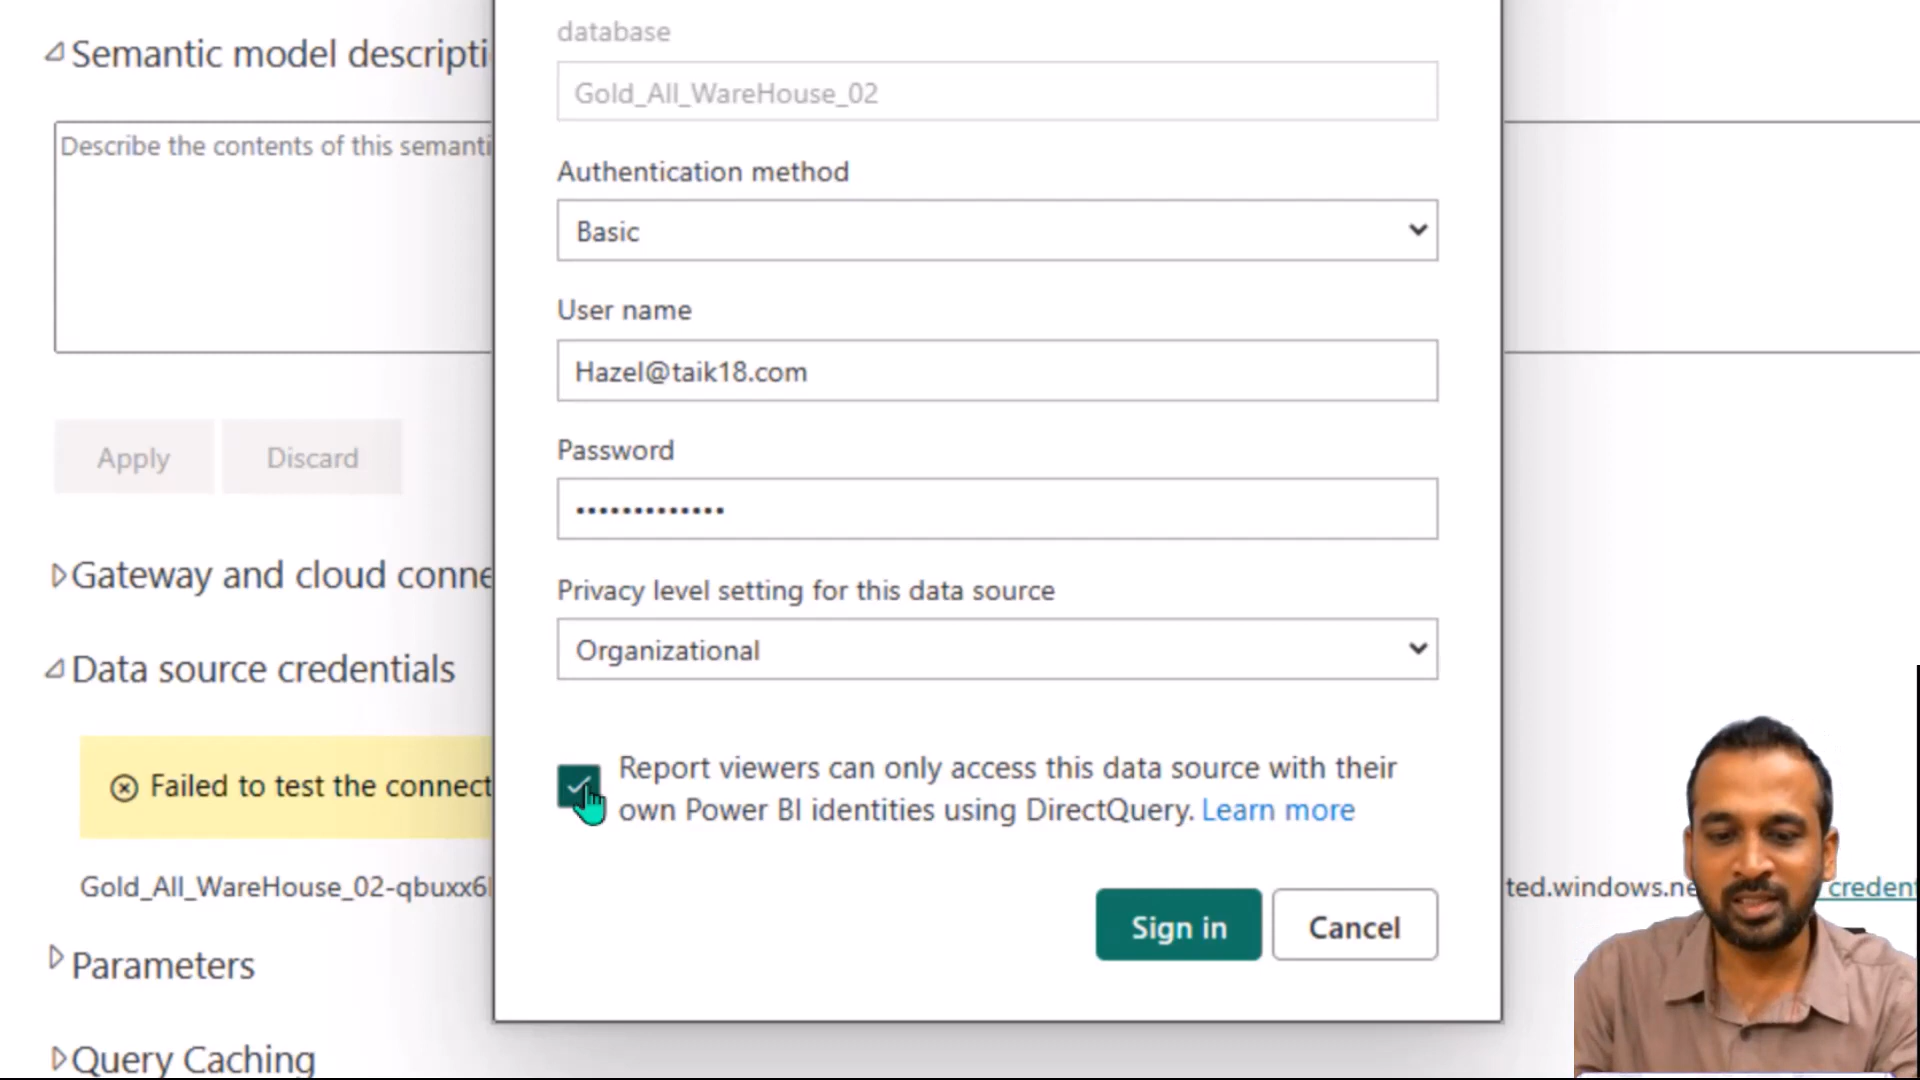 Semantic model descripti
Describe the contents of this semanti
Apply
Discard
Gateway and cloud conne
Data source credentials
Failed to test the connect
Gold_All_WareHouse_02-qbuxx6
Parameters
Query Caching
database
Gold_All_WareHouse_02
Authentication method
Basic
User name
Hazel@taik18.com
Password
•••••••••••••
Privacy level setting for this data source
Organizational
Report viewers can only access this data source with their
own Power BI identities using DirectQuery. Learn more
Sign in
Cancel
ted.windows.ne
credent